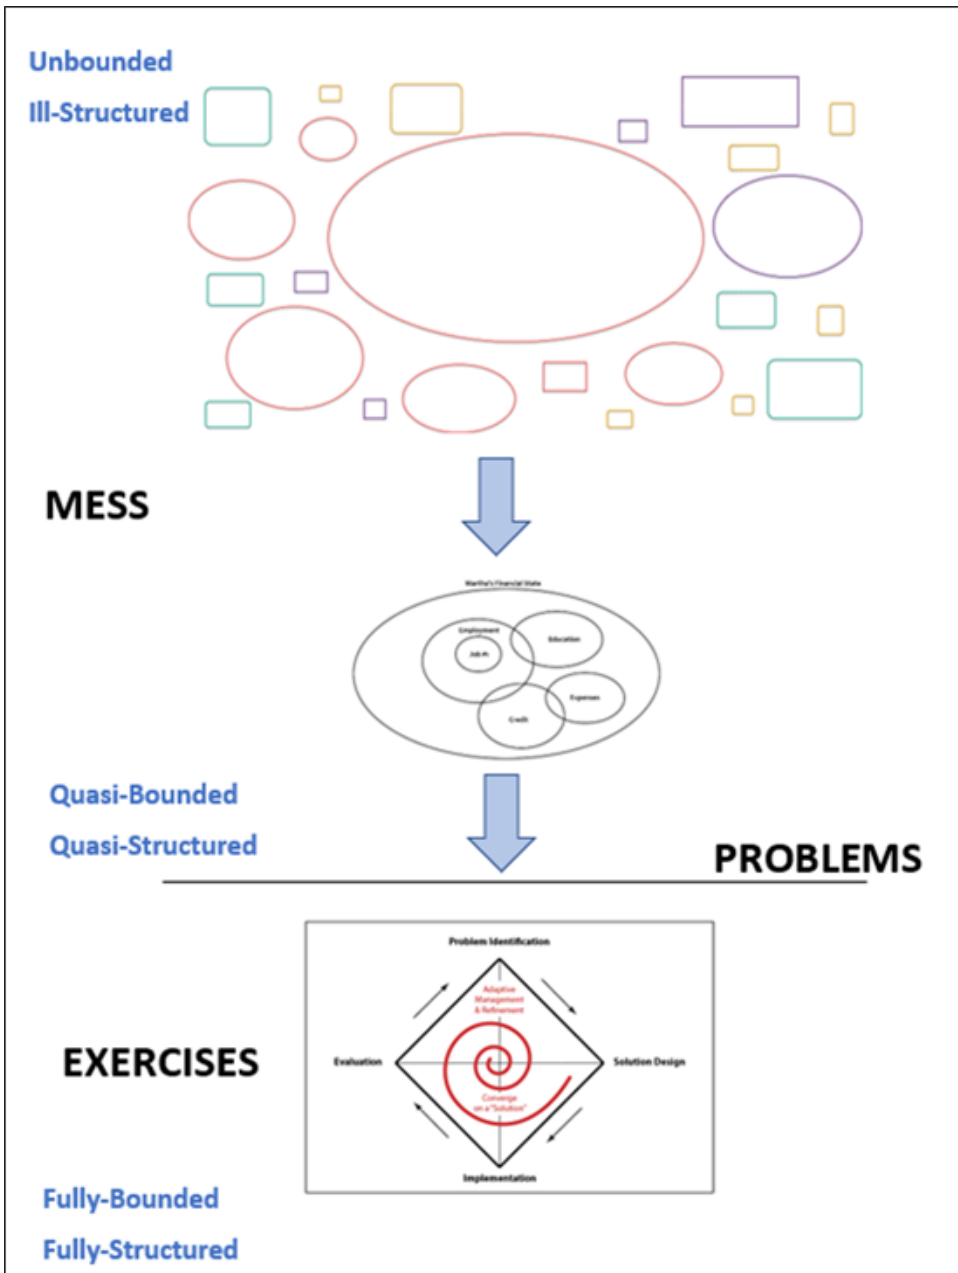 Unbounded
Ill-Structured
MESS
Martha's Financial State
Employment
Education
Job #1
Expenses
Credit
Quasi-Bounded
Quasi-Structured
PROBLEMS
Problem Identification
Adaptive
Management
& Refinement
EXERCISES
Evaluation
Solution Design
Converge
on a "Solution"
Implementation
Fully-Bounded
Fully-Structured